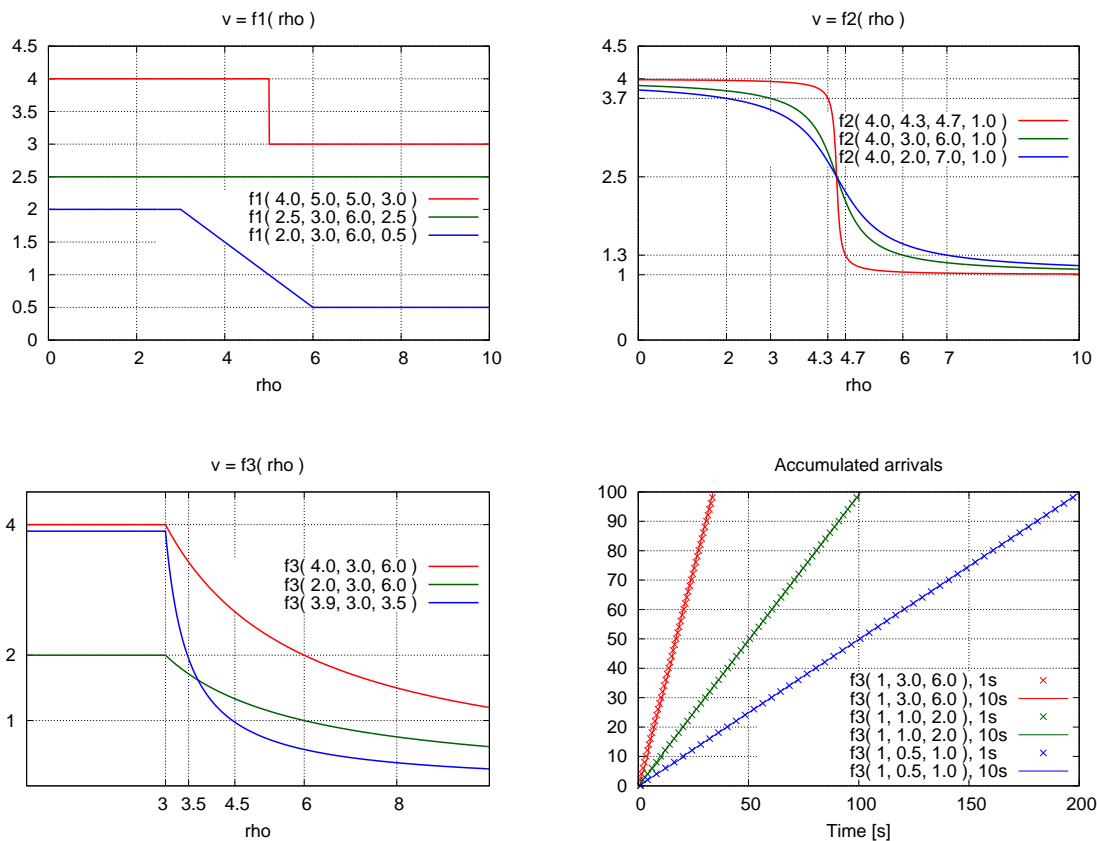 v = f1( rho )
4.5
4
3.5
3
2.5
2
1.5
1
0.5
0
f1( 4.0, 5.0, 5.0, 3.0 )
f1( 2.5, 3.0, 6.0, 2.5 )
f1( 2.0, 3.0, 6.0, 0.5 )
0 2 4 6 8 10
rho
v = f2( rho )
4.5
4
3.7
2.5
1.3
1
0
f2( 4.0, 4.3, 4.7, 1.0 )
f2( 4.0, 3.0, 6.0, 1.0 )
f2( 4.0, 2.0, 7.0, 1.0 )
0 2 3 4.3 4.7 6 7 10
rho
v = f3( rho )
4
2
1
f3( 4.0, 3.0, 6.0 )
f3( 2.0, 3.0, 6.0 )
f3( 3.9, 3.0, 3.5 )
3 3.5 4.5 6 8
rho
Accumulated arrivals
100
90
80
70
60
50
40
30
20
10
0
f3( 1, 3.0, 6.0 ), 1s
f3( 1, 3.0, 6.0 ), 10s
f3( 1, 1.0, 2.0 ), 1s
f3( 1, 1.0, 2.0 ), 10s
f3( 1, 0.5, 1.0 ), 1s
f3( 1, 0.5, 1.0 ), 10s
0 50 100 150 200
Time [s]